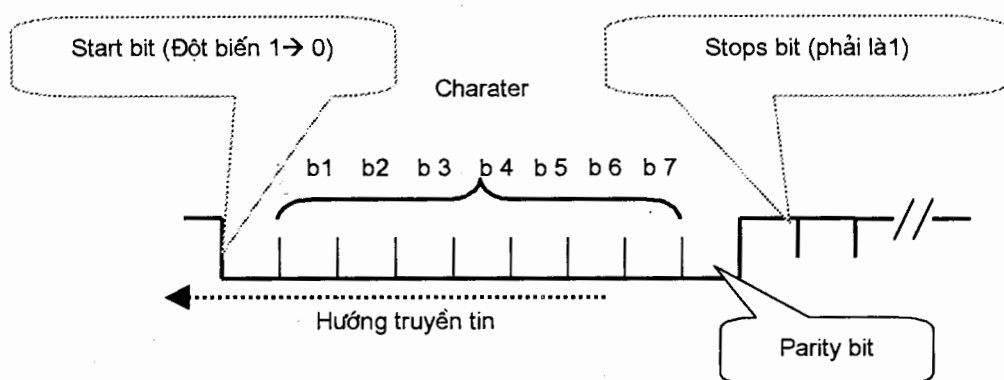 Start bit (Đột biến 1→ 0)
Stops bit (phải là1)
Charater
b1 b2 b 3 b 4 b 5 b 6 b 7
Hướng truyền tin
Parity bit